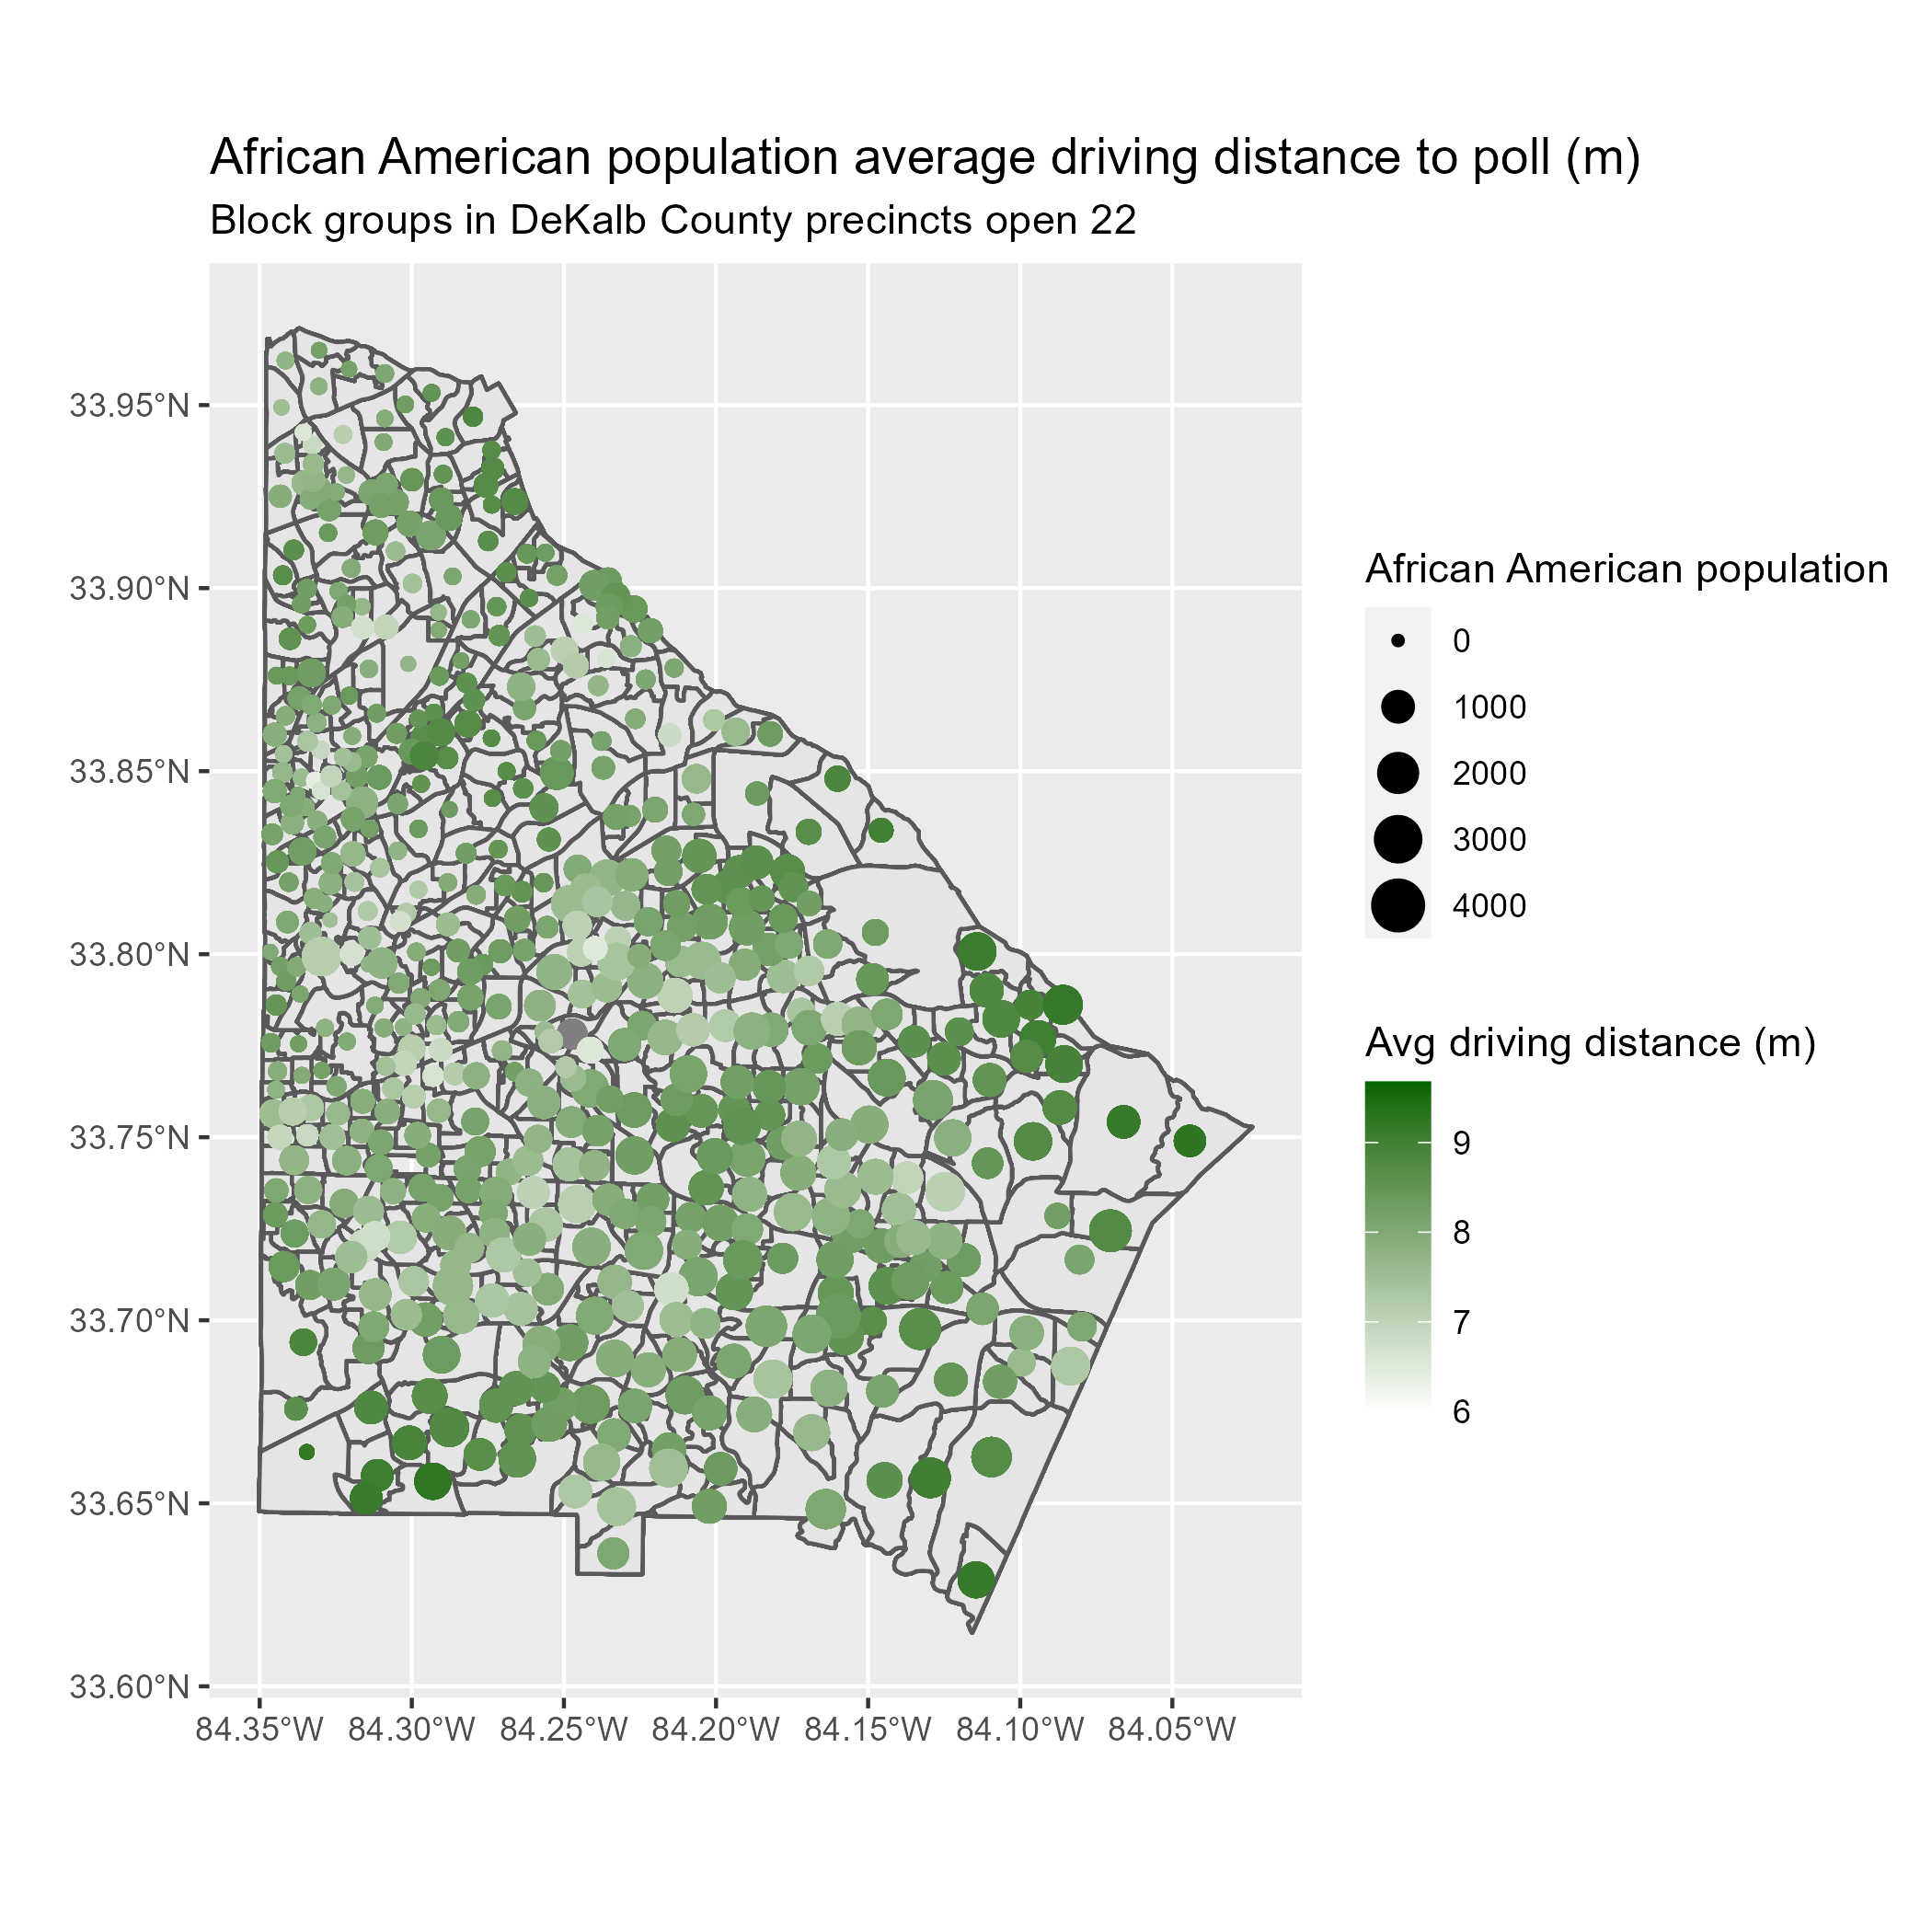 African American population average driving distance to poll (m)
Block groups in DeKalb County precincts open 22
33.95°N
33.90°N
33.85°N
33.80°N
33.75°N
33.70°N
33.65°N
33.60°N
84.35°W 84.30°W 84.25°W 84.20°W 84.15°W 84.10°W 84.05°W
African American population
0
1000
2000
3000
4000
Avg driving distance (m)
9
8
7
6